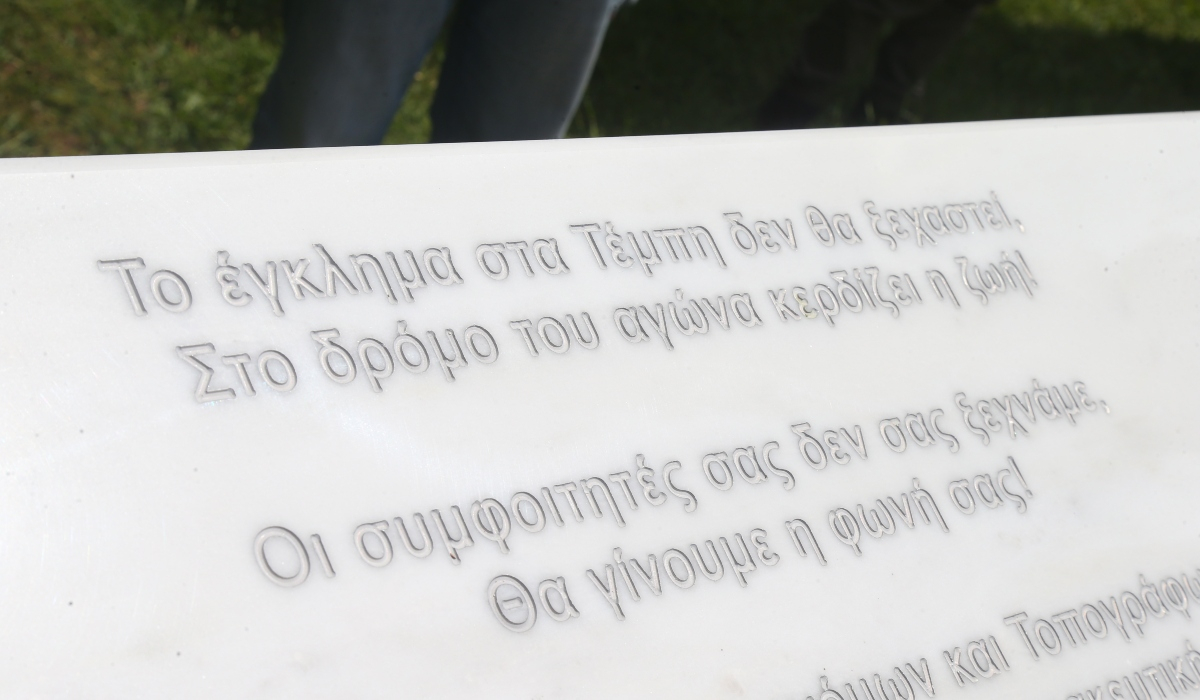 Το έγκλημα στα Τέμπη δεν θα ξεχαστεί,
Στο δρόμο του αγώνα κερδίζει η ζωή!
Οι συμφοιτητές σας δεν σας ξεχνάμε,
Θα γίνουμε η φωνή σας!
και